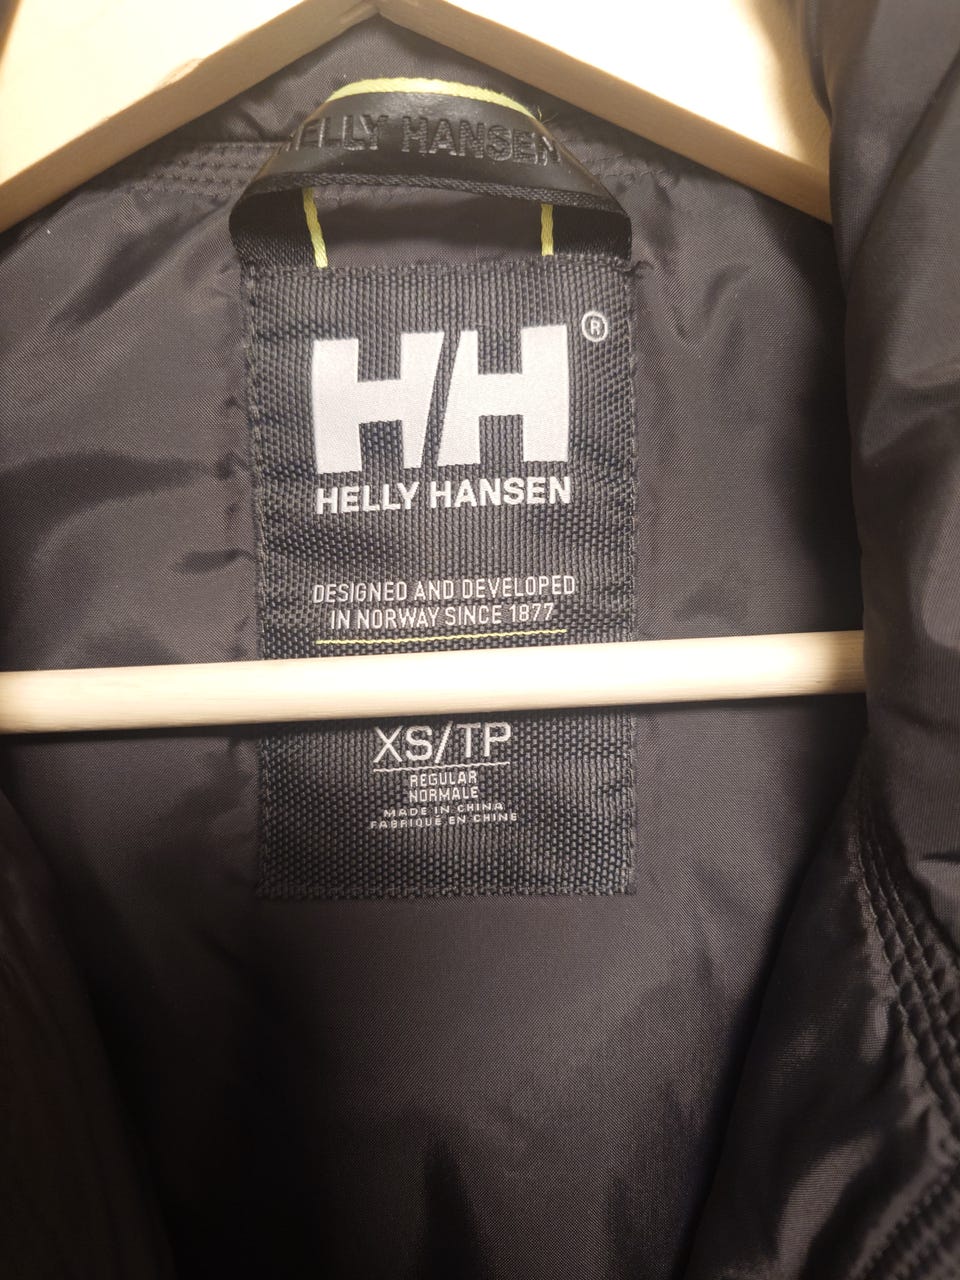 HELLY HANSEN
HH ®
HELLY HANSEN
DESIGNED AND DEVELOPED
IN NORWAY SINCE 1877
XS/TP
REGULAR
NORMALE
MADE IN CHINA
FABRIQUÉ EN CHINE